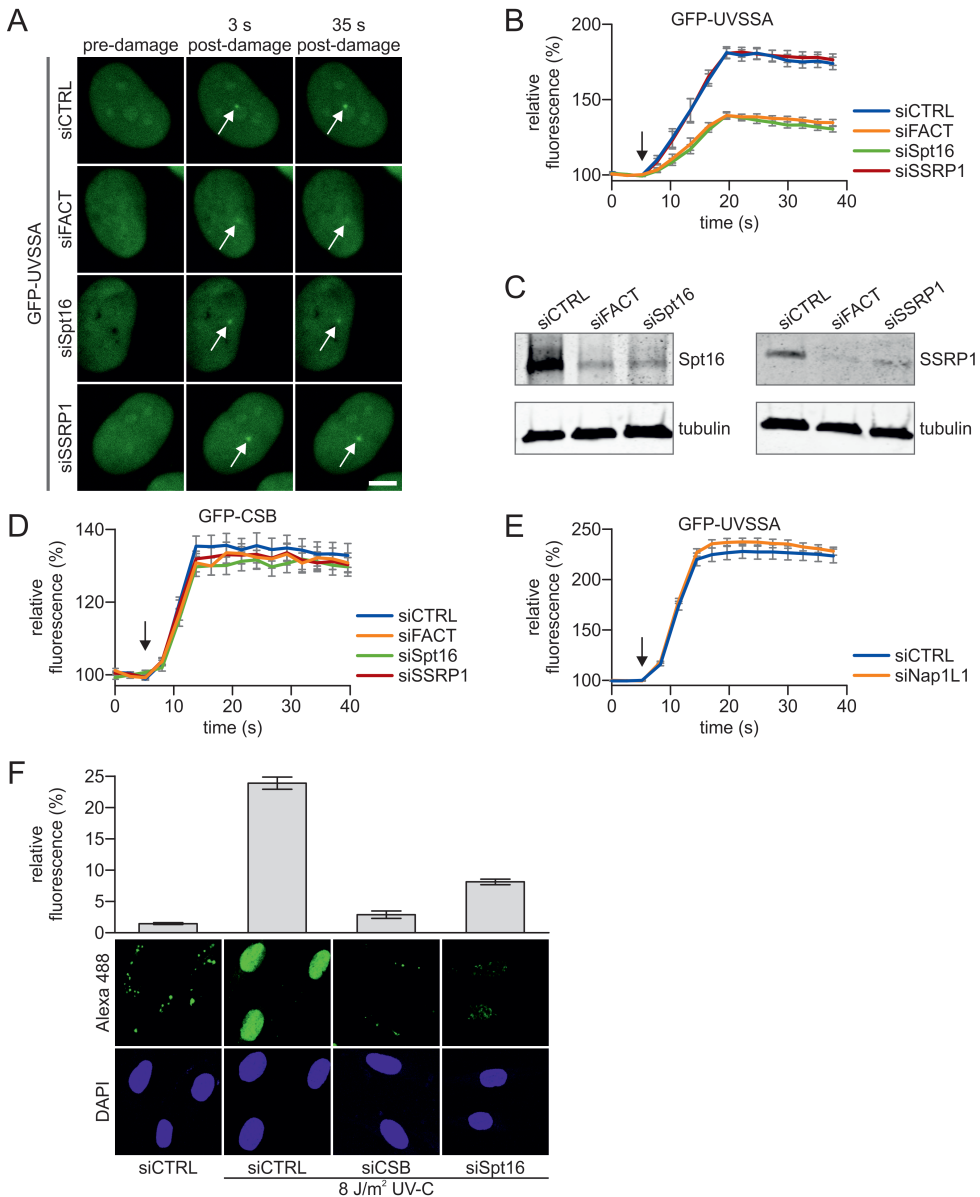 A
pre-damage
3 s
post-damage
35 s
post-damage
GFP-UVSSA
siCTRL
siFACT
siSpt16
siSSRP1
B
GFP-UVSSA
relative
fluorescence (%)
200
150
100
0
10
20
30
40
time (s)
siCTRL
siFACT
siSpt16
siSSRP1
C
siCTRL
siFACT
siSpt16
Spt16
tubulin
siCTRL
siFACT
siSSRP1
SSRP1
tubulin
D
GFP-CSB
relative
fluorescence (%)
140
120
100
0
10
20
30
40
time (s)
siCTRL
siFACT
siSpt16
siSSRP1
E
GFP-UVSSA
relative
fluorescence (%)
250
200
150
100
0
10
20
30
40
time (s)
siCTRL
siNap1L1
F
relative
fluorescence (%)
25
20
15
10
5
0
Alexa 488
DAPI
siCTRL
siCTRL
siCSB
siSpt16
8 J/m² UV-C